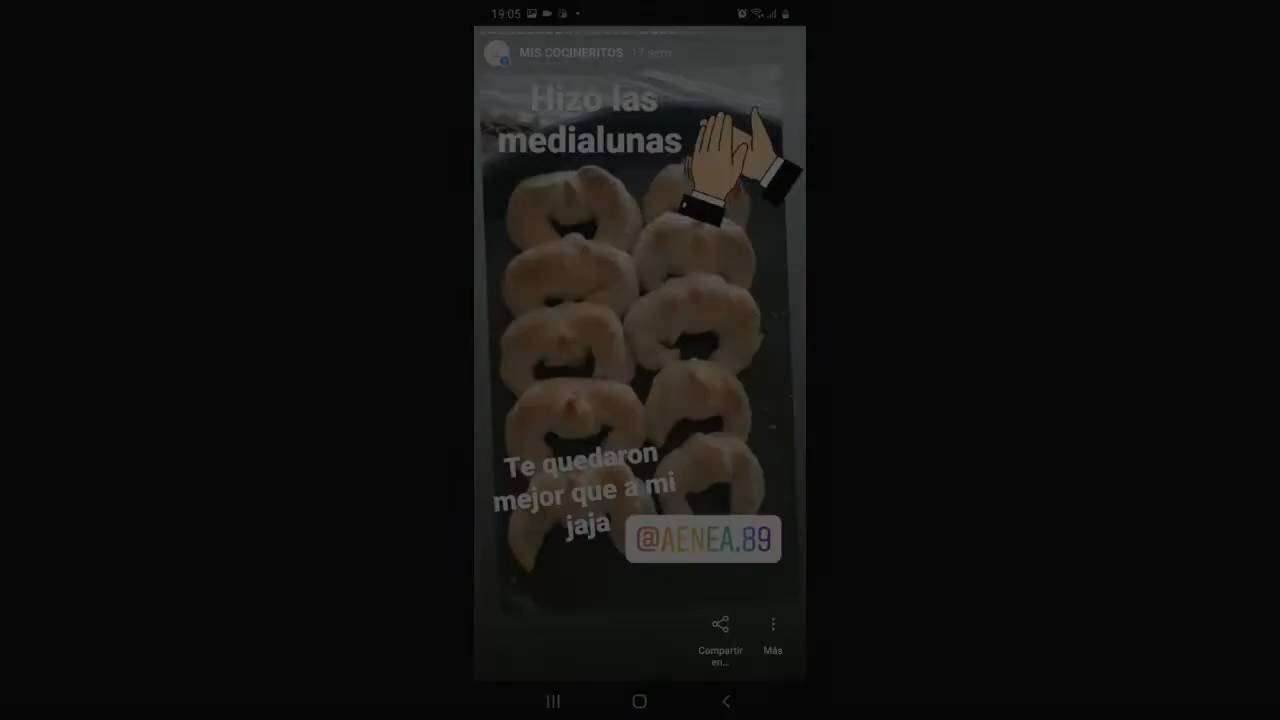 19:05
MIS COCINERITOS
Hizo las
medialunas
Te quedaron
mejor que a mi
jaja
@AENEA.89
Compartir
en...
Más